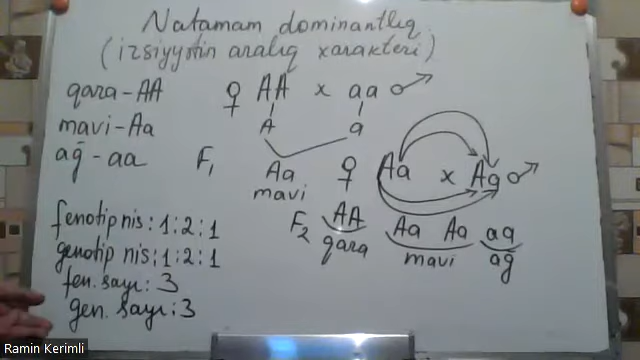 Natamam dominantlıq
(irsiyyətin aralıq xarakteri)
qara - AA ♀ AA x aa ♂
mavi - Aa A a
ağ - aa F₁ Aa ♀ Aa x Aa ♂
mavi
fenotip nis: 1:2:1 F₂ AA Aa Aa aa
genotip nis: 1:2:1 qara mavi ağ
fen. sayı: 3
gen. sayı: 3
Ramin Kerimli